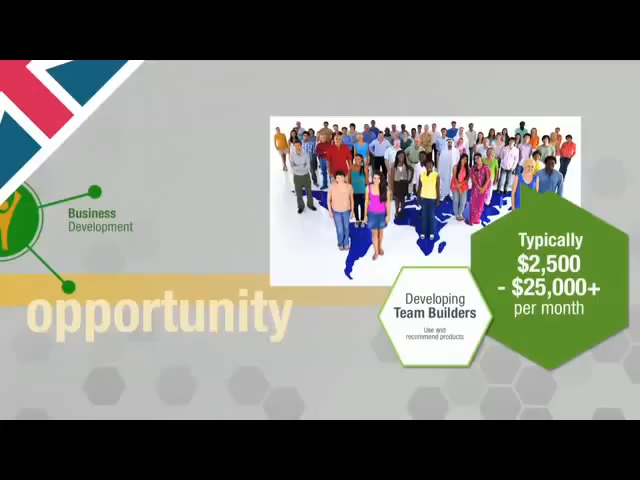 Business
Development
opportunity
Developing
Team Builders
Use and
recommend products
Typically
$2,500
- $25,000+
per month